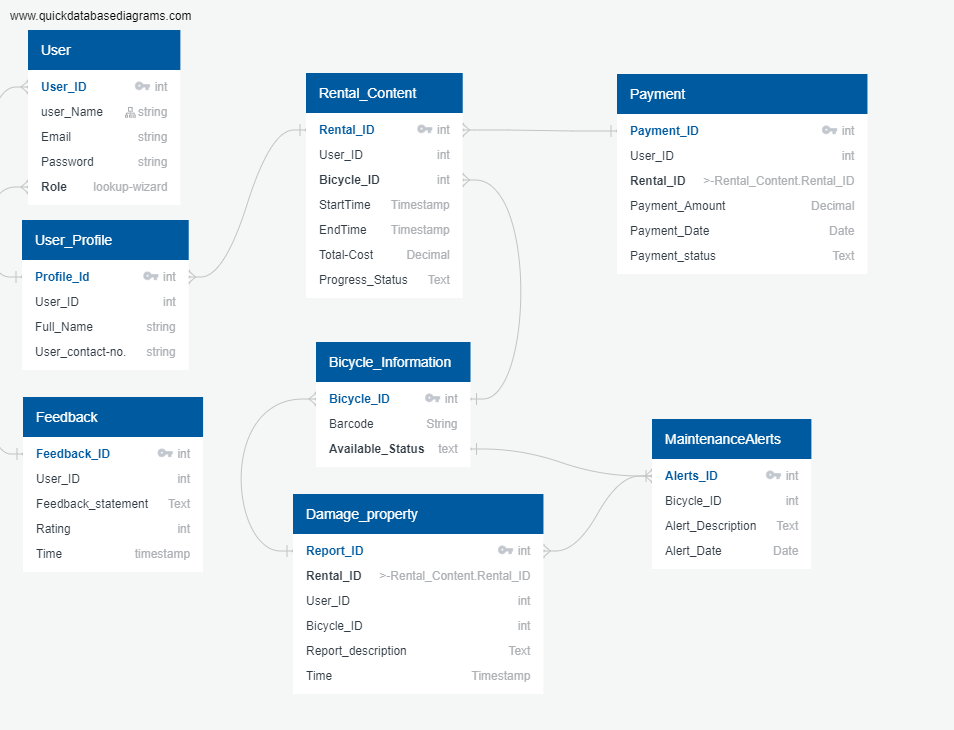 www.quickdatabasediagrams.com
User
User_ID int
user_Name string
Email string
Password string
Role lookup-wizard
User_Profile
Profile_Id int
User_ID int
Full_Name string
User_contact-no. string
Feedback
Feedback_ID int
User_ID int
Feedback_statement Text
Rating int
Time timestamp
Rental_Content
Rental_ID int
User_ID int
Bicycle_ID int
StartTime Timestamp
EndTime Timestamp
Total-Cost Decimal
Progress_Status Text
Bicycle_Information
Bicycle_ID int
Barcode String
Available_Status text
Damage_property
Report_ID int
Rental_ID >-Rental_Content.Rental_ID
User_ID int
Bicycle_ID int
Report_description Text
Time Timestamp
Payment
Payment_ID int
User_ID int
Rental_ID >-Rental_Content.Rental_ID
Payment_Amount Decimal
Payment_Date Date
Payment_status Text
MaintenanceAlerts
Alerts_ID int
Bicycle_ID int
Alert_Description Text
Alert_Date Date